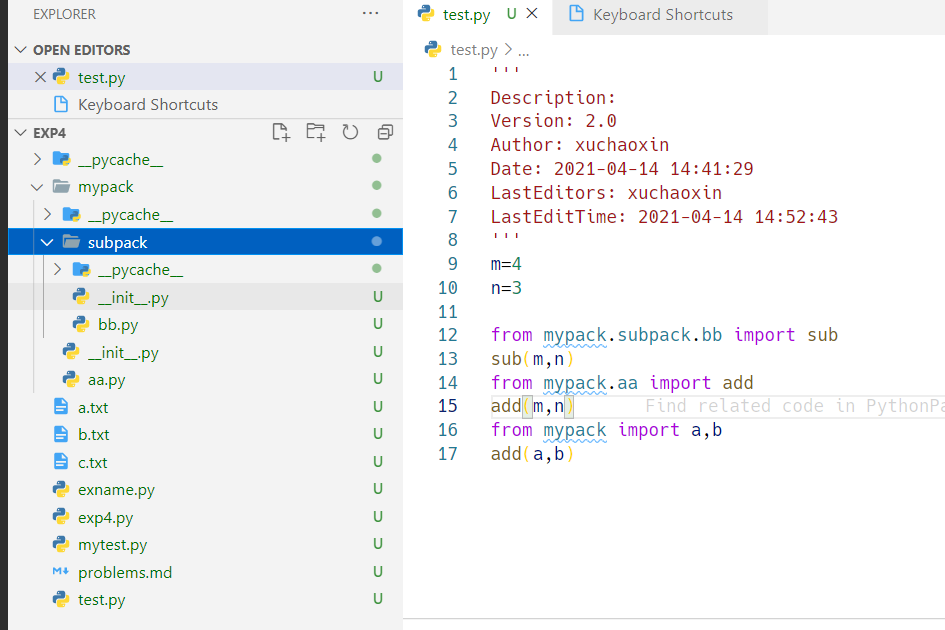 EXPLORER
OPEN EDITORS
test.py U
Keyboard Shortcuts
EXP4
__pycache__
mypack
__pycache__
subpack
__pycache__
__init__.py U
bb.py U
__init__.py U
aa.py U
a.txt U
b.txt U
c.txt U
exname.py U
exp4.py U
mytest.py U
M↓ problems.md U
test.py U
test.py U
Keyboard Shortcuts
test.py > ...
1 '''
2 Description:
3 Version: 2.0
4 Author: xuchaoxin
5 Date: 2021-04-14 14:41:29
6 LastEditors: xuchaoxin
7 LastEditTime: 2021-04-14 14:52:43
8 '''
9 m=4
10 n=3
11
12 from mypack.subpack.bb import sub
13 sub(m,n)
14 from mypack.aa import add
15 add(m,n) Find related code in PythonPa
16 from mypack import a,b
17 add(a,b)